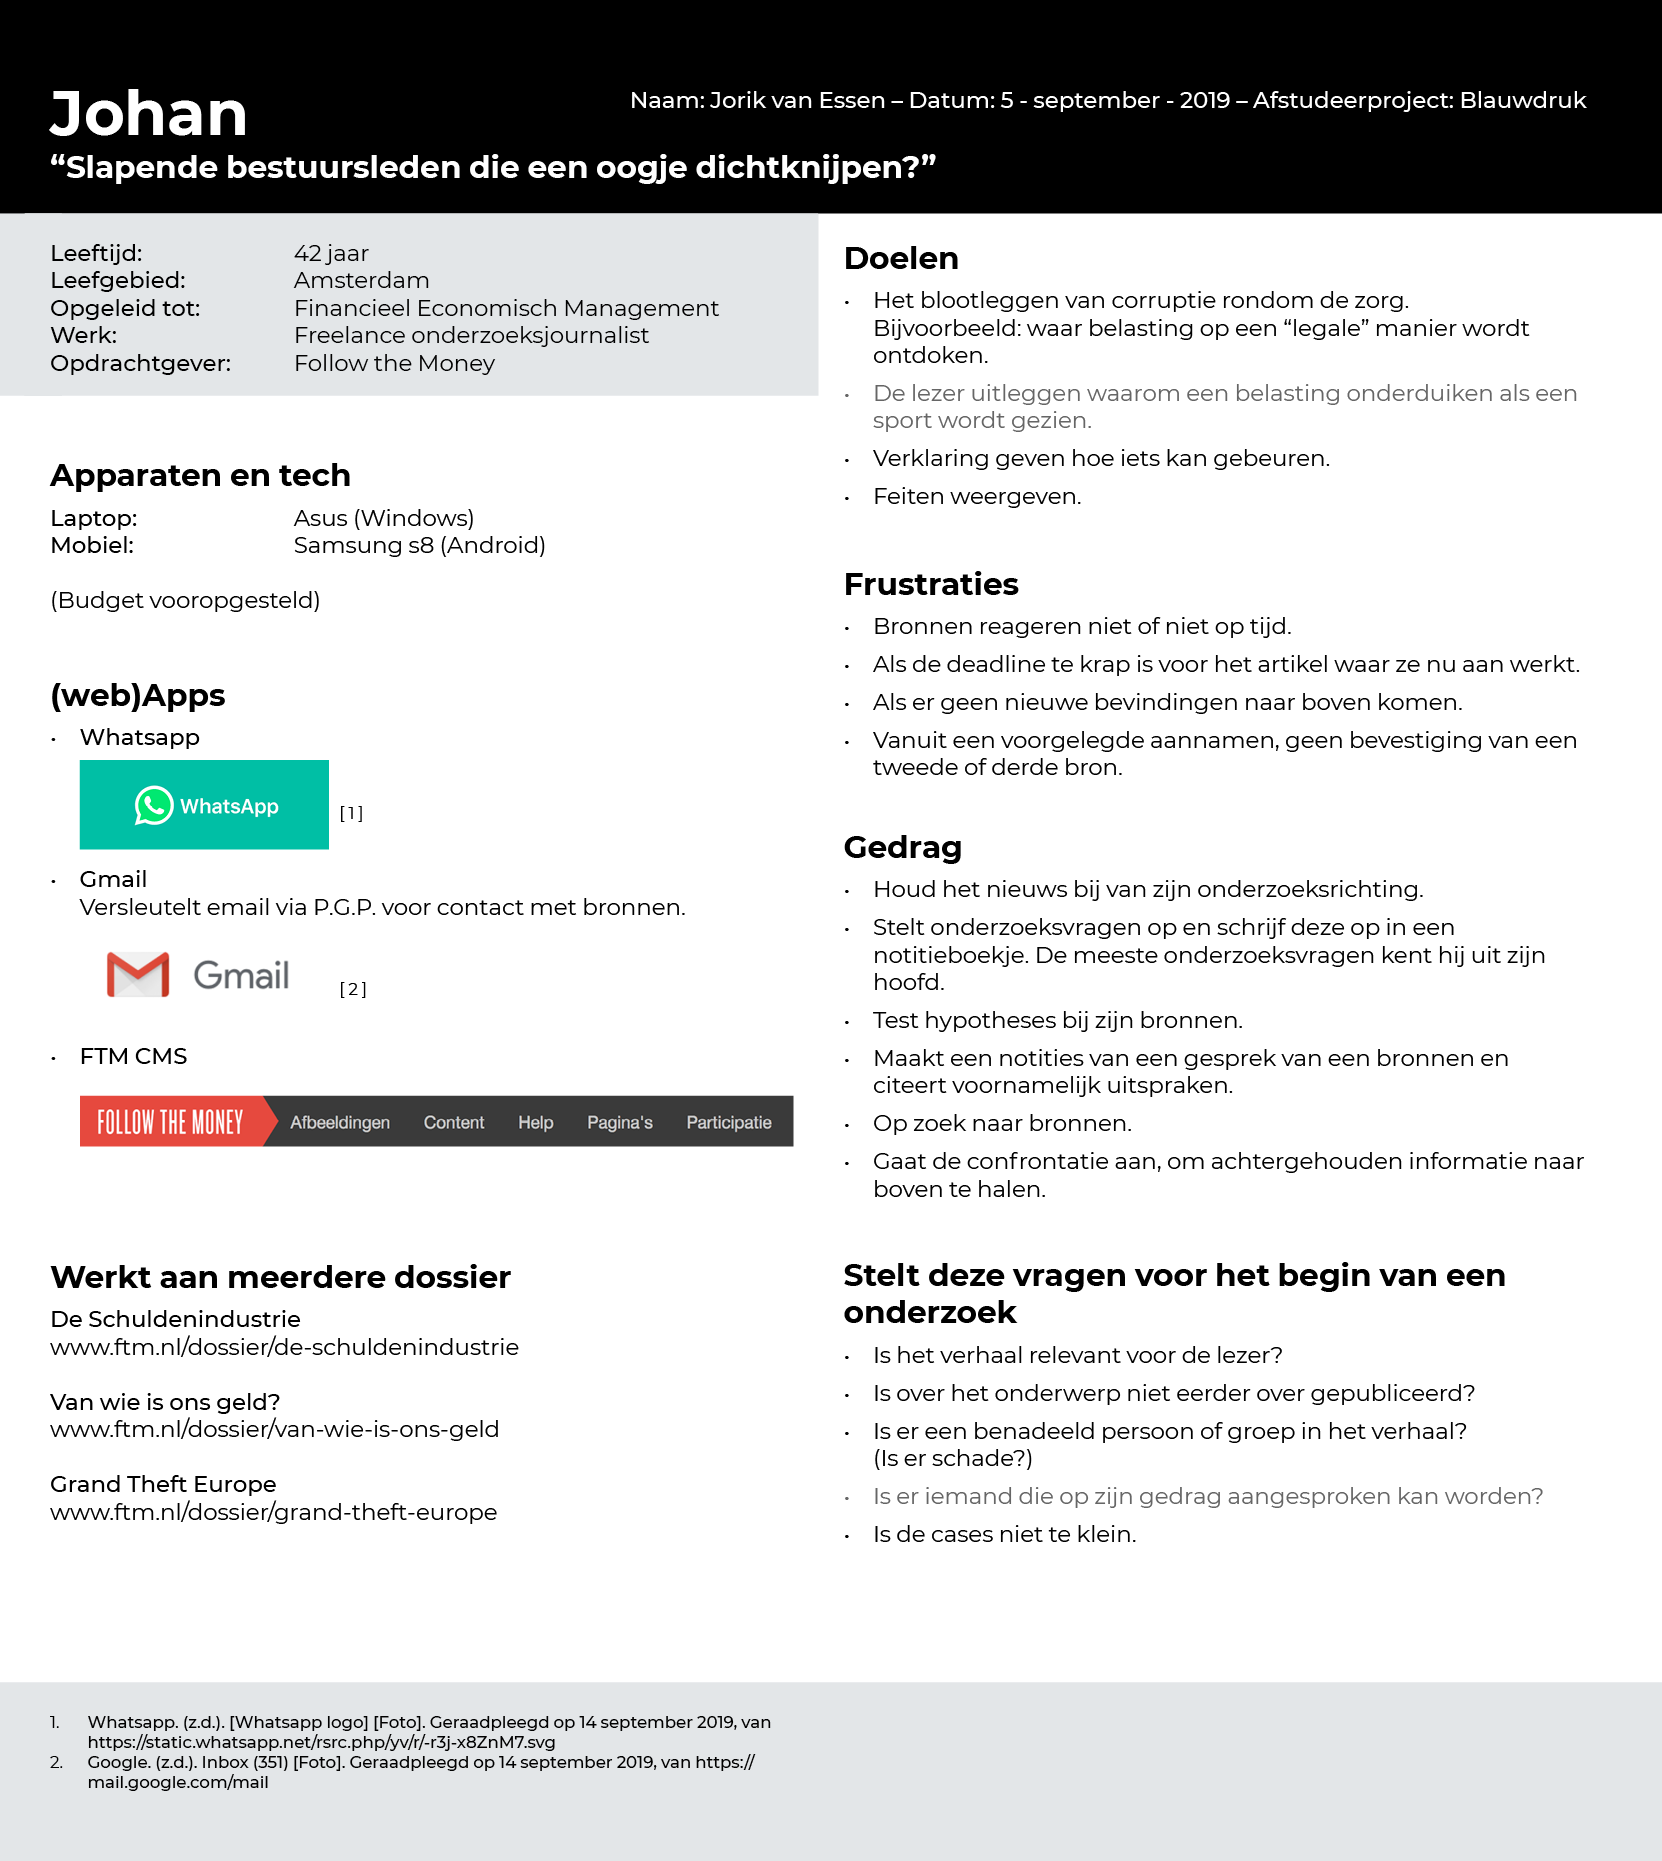 Johan
Naam: Jorik van Essen – Datum: 5 - september - 2019 – Afstudeerproject: Blauwdruk
“Slapende bestuursleden die een oogje dichtknijpen?”
Leeftijd: 42 jaar
Leefgebied: Amsterdam
Opgeleid tot: Financieel Economisch Management
Werk: Freelance onderzoeksjournalist
Opdrachtgever: Follow the Money
Apparaten en tech
Laptop: Asus (Windows)
Mobiel: Samsung s8 (Android)
(Budget vooropgesteld)
(web)Apps
• Whatsapp
WhatsApp [1]
• Gmail
Versleutelt email via P.G.P. voor contact met bronnen.
Gmail [2]
• FTM CMS
FOLLOW THE MONEY Afbeeldingen Content Help Pagina's Participatie
Werkt aan meerdere dossier
De Schuldenindustrie
www.ftm.nl/dossier/de-schuldenindustrie
Van wie is ons geld?
www.ftm.nl/dossier/van-wie-is-ons-geld
Grand Theft Europe
www.ftm.nl/dossier/grand-theft-europe
Doelen
• Het blootleggen van corruptie rondom de zorg.
Bijvoorbeeld: waar belasting op een “legale” manier wordt
ontdoken.
• De lezer uitleggen waarom een belasting onderduiken als een
sport wordt gezien.
• Verklaring geven hoe iets kan gebeuren.
• Feiten weergeven.
Frustraties
• Bronnen reageren niet of niet op tijd.
• Als de deadline te krap is voor het artikel waar ze nu aan werkt.
• Als er geen nieuwe bevindingen naar boven komen.
• Vanuit een voorgelegde aannamen, geen bevestiging van een
tweede of derde bron.
Gedrag
• Houd het nieuws bij van zijn onderzoeksrichting.
• Stelt onderzoeksvragen op en schrijf deze op in een
notitieboekje. De meeste onderzoeksvragen kent hij uit zijn
hoofd.
• Test hypotheses bij zijn bronnen.
• Maakt een notities van een gesprek van een bronnen en
citeert voornamelijk uitspraken.
• Op zoek naar bronnen.
• Gaat de confrontatie aan, om achtergehouden informatie naar
boven te halen.
Stelt deze vragen voor het begin van een
onderzoek
• Is het verhaal relevant voor de lezer?
• Is over het onderwerp niet eerder over gepubliceerd?
• Is er een benadeeld persoon of groep in het verhaal?
(Is er schade?)
• Is er iemand die op zijn gedrag aangesproken kan worden?
• Is de cases niet te klein.
1. Whatsapp. (z.d.). [Whatsapp logo] [Foto]. Geraadpleegd op 14 september 2019, van
https://static.whatsapp.net/rsrc.php/yv/r/-r3j-x8ZnM7.svg
2. Google. (z.d.). Inbox (351) [Foto]. Geraadpleegd op 14 september 2019, van https://
mail.google.com/mail